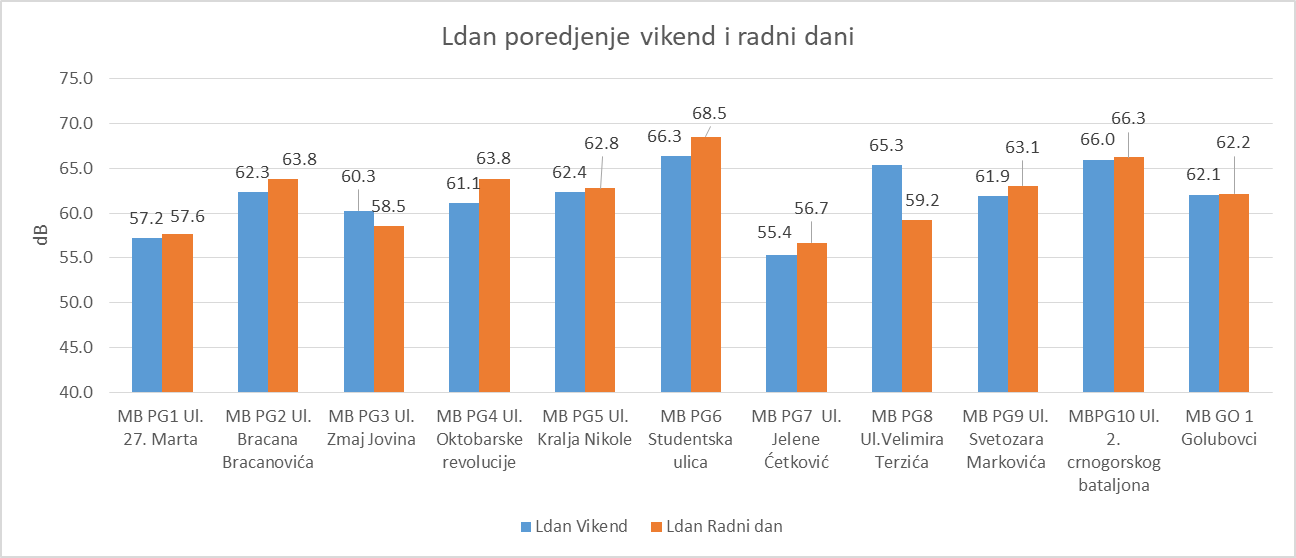 Ldan poredjenje vikend i radni dani
dB
75.0
70.0
65.0
60.0
55.0
50.0
45.0
40.0
57.2
57.6
62.3
63.8
60.3
58.5
61.1
63.8
62.4
62.8
66.3
68.5
55.4
56.7
65.3
59.2
61.9
63.1
66.0
66.3
62.1
62.2
MB PG1 Ul.
27. Marta
MB PG2 Ul.
Bracana
Bracanovića
MB PG3 Ul.
Zmaj Jovina
MB PG4 Ul.
Oktobarske
revolucije
MB PG5 Ul.
Kralja Nikole
MB PG6
Studentska
ulica
MB PG7  Ul.
Jelene
Ćetković
MB PG8
Ul.Velimira
Terzića
MB PG9 Ul.
Svetozara
Markovića
MBPG10 Ul.
2.
crnogorskog
bataljona
MB GO 1
Golubovci
Ldan Vikend
Ldan Radni dan